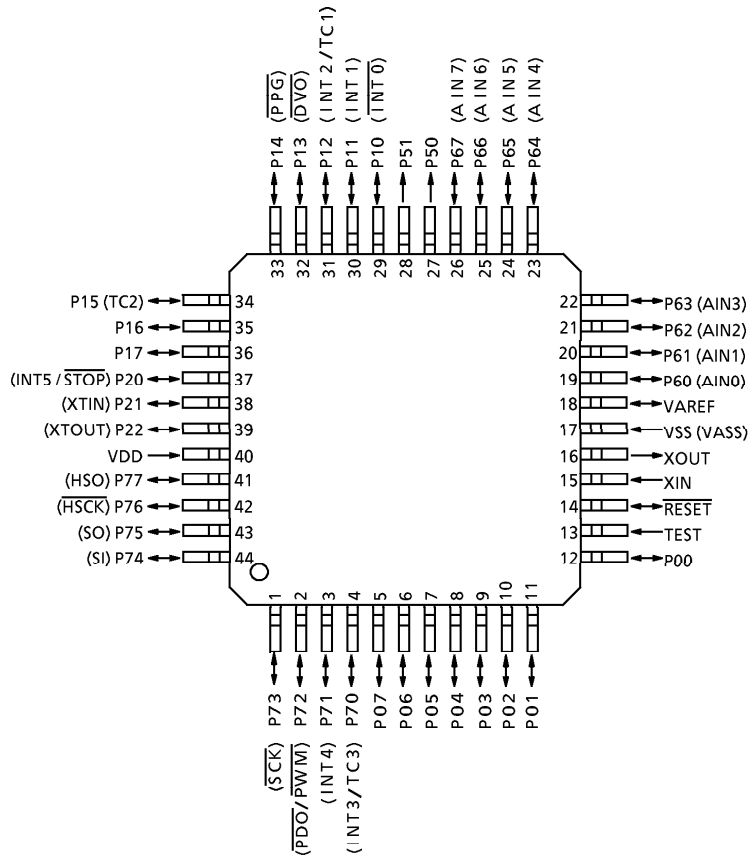 (PPG)
(DVO)
(INT2/TC1)
(INT1)
(INT0)
(AIN7)
(AIN6)
(AIN5)
(AIN4)
P14
P13
P12
P11
P10
P51
P50
P67
P66
P65
P64
33
32
31
30
29
28
27
26
25
24
23
P15 (TC2) 34
P16 35
P17 36
(INT5/STOP) P20 37
(XTIN) P21 38
(XTOUT) P22 39
VDD 40
(HSO) P77 41
(HSCK) P76 42
(SO) P75 43
(SI) P74 44
22 P63 (AIN3)
21 P62 (AIN2)
20 P61 (AIN1)
19 P60 (AIN0)
18 VAREF
17 VSS (VASS)
16 XOUT
15 XIN
14 RESET
13 TEST
12 P00
1
2
3
4
5
6
7
8
9
10
11
P73
P72
P71
P70
P07
P06
P05
P04
P03
P02
P01
(SCK)
(PDO/PWM)
(INT4)
(INT3/TC3)